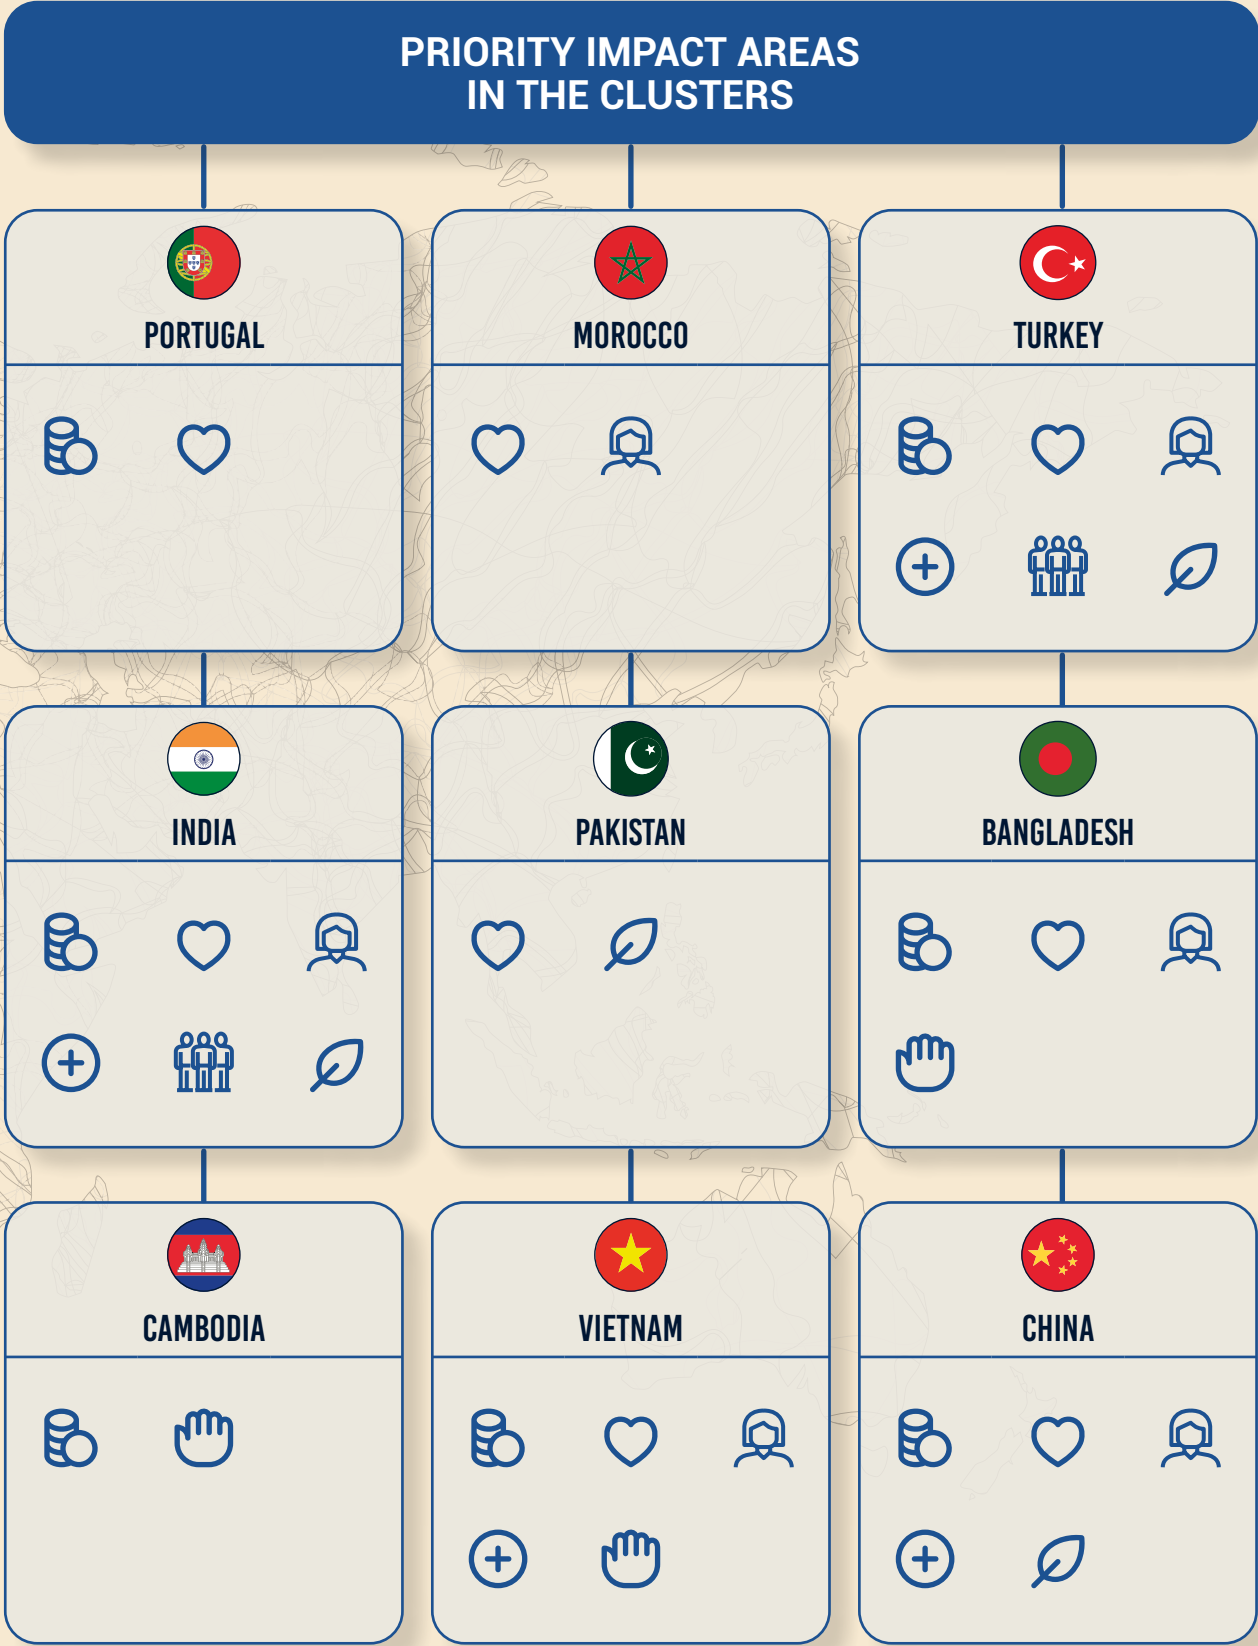 PRIORITY IMPACT AREAS
IN THE CLUSTERS
PORTUGAL
MOROCCO
TURKEY
INDIA
PAKISTAN
BANGLADESH
CAMBODIA
VIETNAM
CHINA